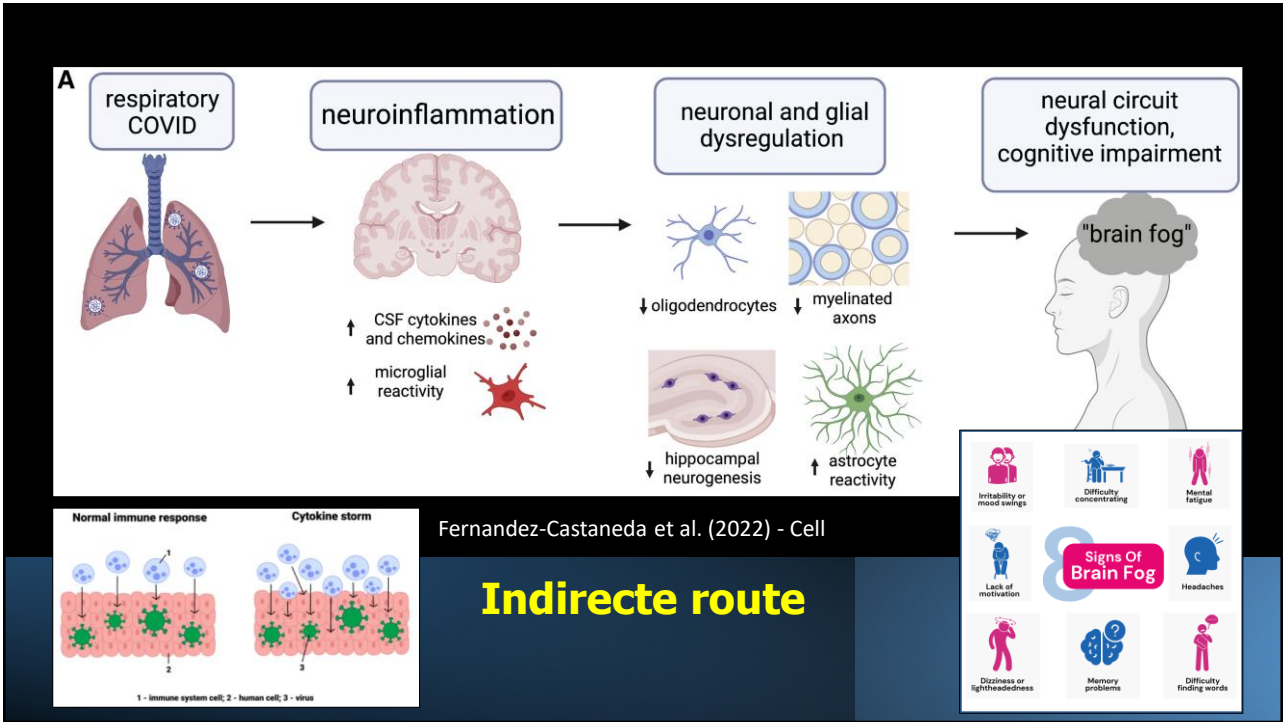 A
respiratory
COVID
neuroinflammation
neuronal and glial
dysregulation
neural circuit
dysfunction,
cognitive impairment
"brain fog"
CSF cytokines
and chemokines
microglial
reactivity
oligodendrocytes
myelinated
axons
hippocampal
neurogenesis
astrocyte
reactivity
Fernandez-Castaneda et al. (2022) - Cell
Indirecte route
Normal immune response
Cytokine storm
1
2
3
1 - immune system cell; 2 - human cell; 3 - virus
Irritability or
mood swings
Difficulty
concentrating
Mental
fatigue
Lack of
motivation
8
Signs Of
Brain Fog
Headaches
Dizziness or
lightheadedness
?
Memory
problems
Difficulty
finding words